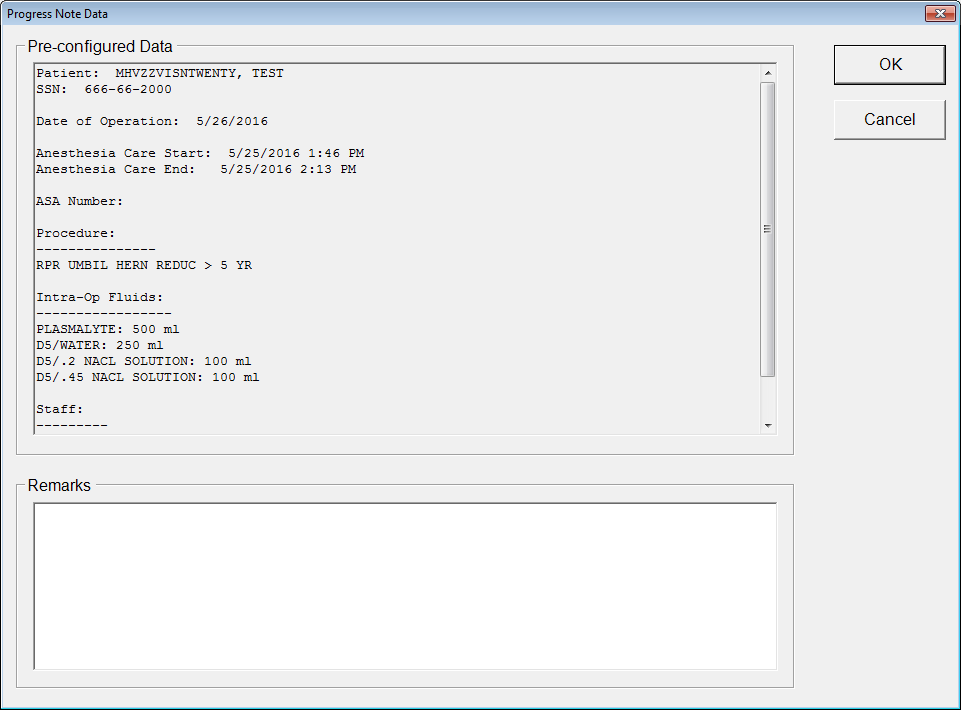 Progress Note Data
Pre-configured Data
Patient:  MHVZZVISNTWENTY, TEST
SSN:  666-66-2000
Date of Operation:  5/26/2016
Anesthesia Care Start:  5/25/2016 1:46 PM
Anesthesia Care End:   5/25/2016 2:13 PM
ASA Number:
Procedure:
---------------
RPR UMBIL HERN REDUC > 5 YR
Intra-Op Fluids:
-----------------
PLASMALYTE: 500 ml
D5/WATER: 250 ml
D5/.2 NACL SOLUTION: 100 ml
D5/.45 NACL SOLUTION: 100 ml
Staff:
---------
OK
Cancel
Remarks